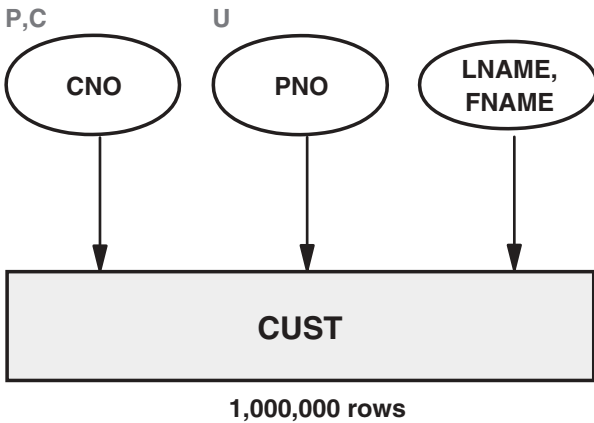 P,C
U
CNO
PNO
LNAME,
FNAME
CUST
1,000,000 rows